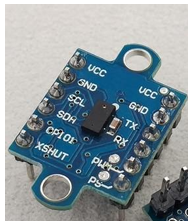 VCC
GND
SCL
SDA
GPIO1
XSHUT
VCC
GND
TX
RX
PWM
PS